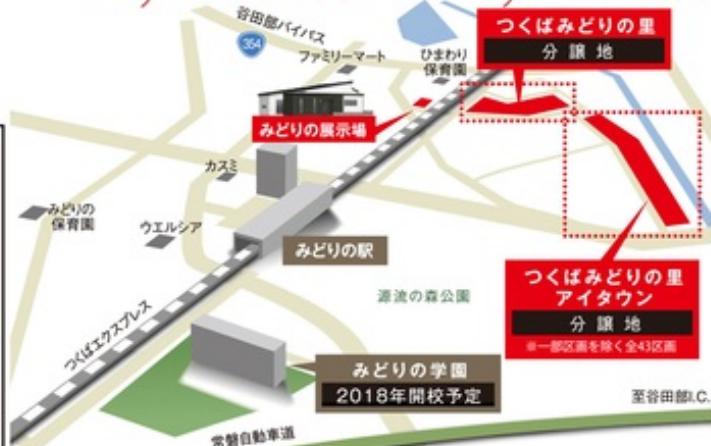 谷田部バイパス
354
ファミリーマート
ひまわり
保育園
つくばみどりの里
分譲地
みどりの展示場
カスミ
みどりの
保育園
ウエルシア
みどりの駅
源流の森公園
つくばみどりの里
アイタウン
分譲地
※一部区画を除く全43区画
つくばエクスプレス
みどりの学園
2018年開校予定
至谷田部I.C.
常磐自動車道